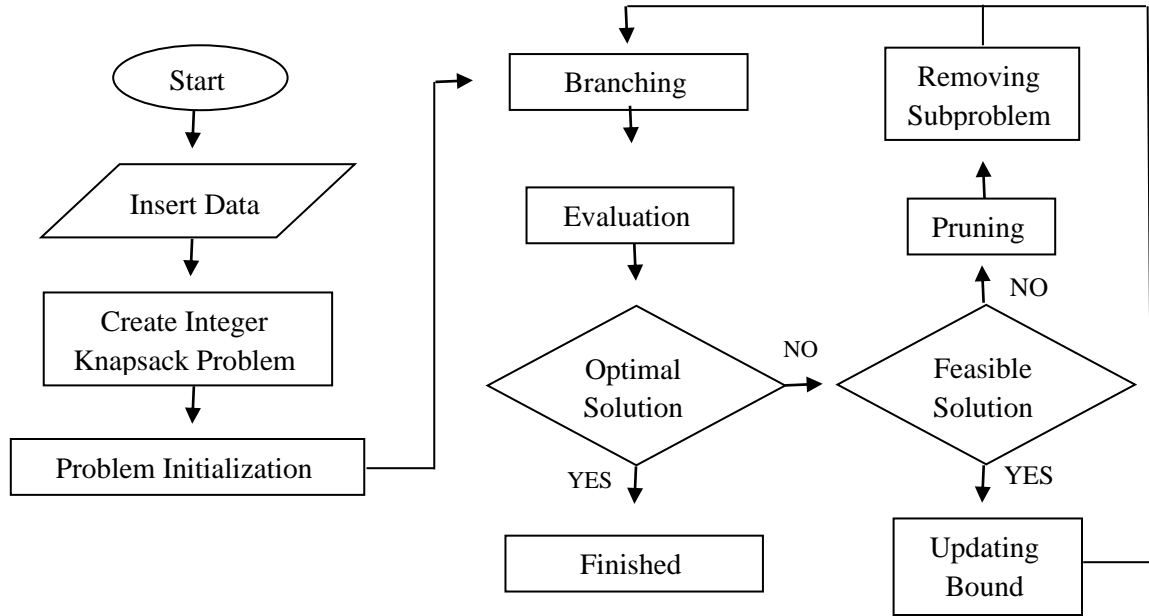 Start
Insert Data
Create Integer
Knapsack Problem
Problem Initialization
Branching
Evaluation
Optimal
Solution
YES
Finished
NO
Feasible
Solution
NO
Pruning
Removing
Subproblem
YES
Updating
Bound